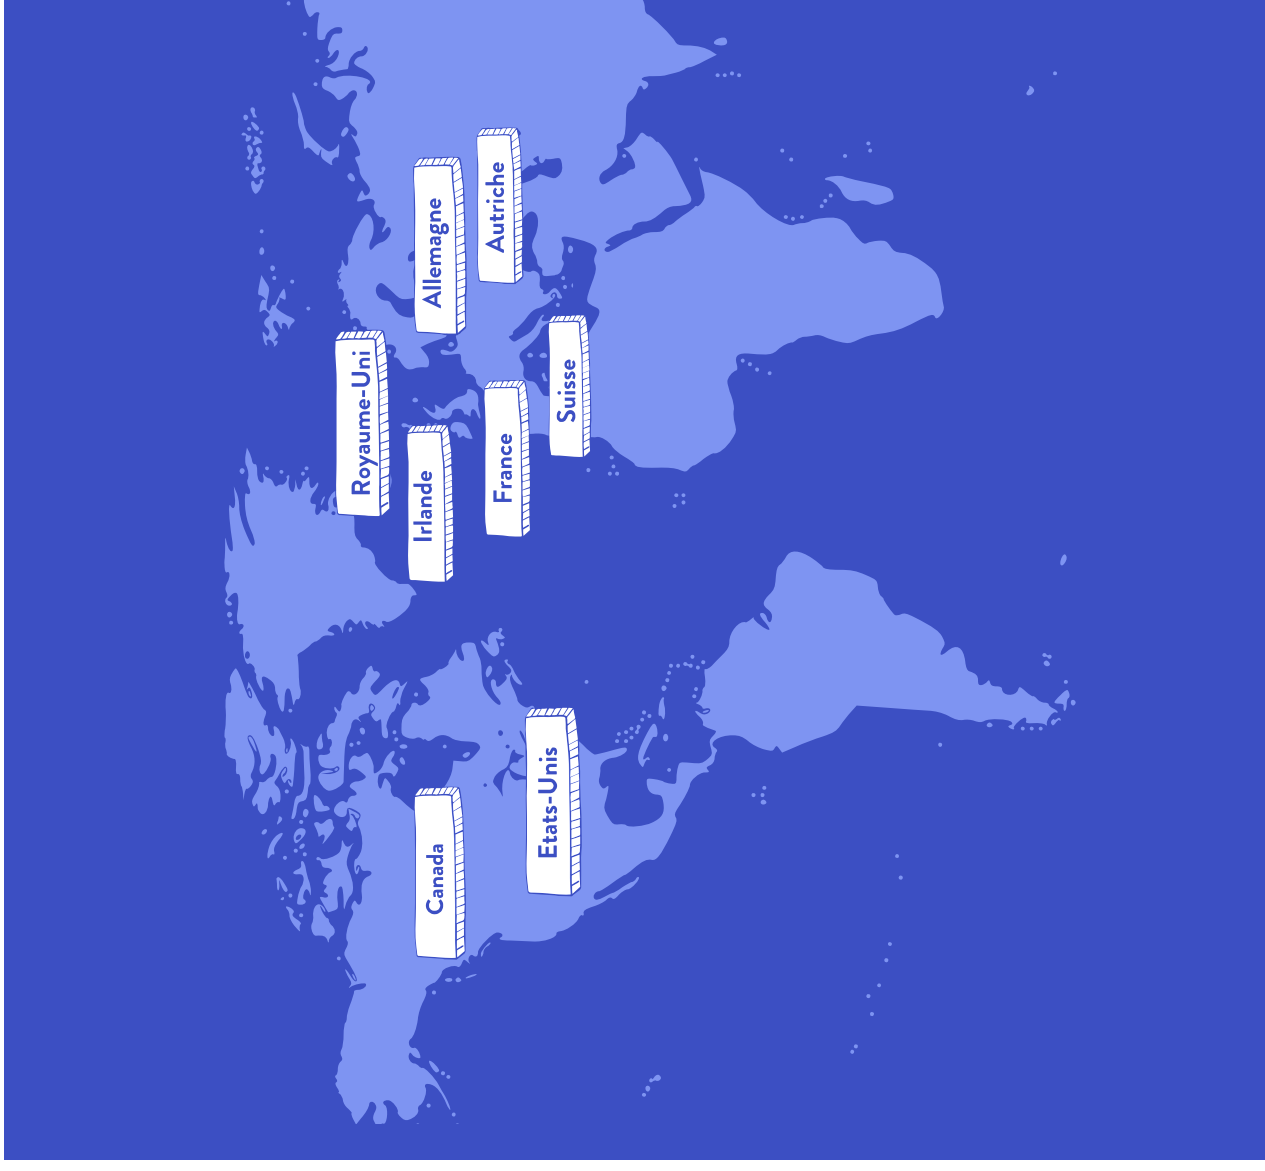 Royaume-Uni
Allemagne
Autriche
Irlande
France
Suisse
Canada
Etats-Unis